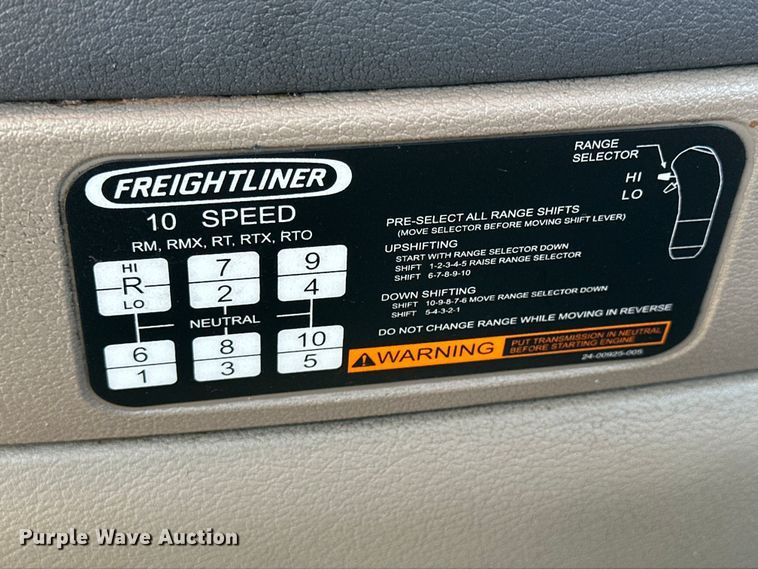 FREIGHTLINER
10 SPEED
RM, RMX, RT, RTX, RTO
HI 7 9
R
LO 2 4
NEUTRAL
6 8 10
1 3 5
RANGE
SELECTOR
HI
LO
PRE-SELECT ALL RANGE SHIFTS
(MOVE SELECTOR BEFORE MOVING SHIFT LEVER)
UPSHIFTING
START WITH RANGE SELECTOR DOWN
SHIFT 1-2-3-4-5 RAISE RANGE SELECTOR
SHIFT 6-7-8-9-10
DOWN SHIFTING
SHIFT 10-9-8-7-6 MOVE RANGE SELECTOR DOWN
SHIFT 5-4-3-2-1
DO NOT CHANGE RANGE WHILE MOVING IN REVERSE
WARNING
PUT TRANSMISSION IN NEUTRAL
BEFORE STARTING ENGINE
24-00925-005
Purple Wave Auction